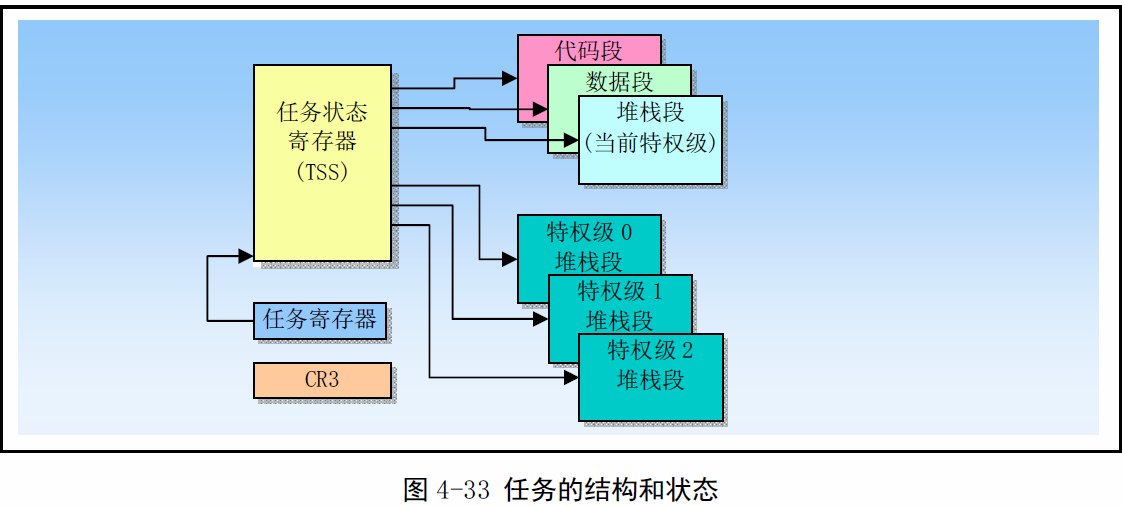 任务状态
寄存器
(TSS)
任务寄存器
CR3
代码段
数据段
堆栈段
(当前特权级)
特权级0
堆栈段
特权级1
堆栈段
特权级2
堆栈段
图 4-33 任务的结构和状态